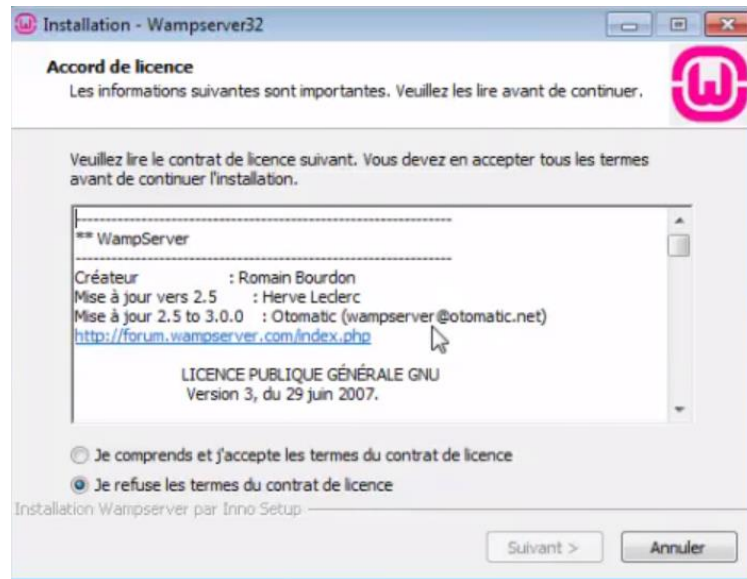 Installation - Wampserver32
Accord de licence
Les informations suivantes sont importantes. Veuillez les lire avant de continuer.
Veuillez lire le contrat de licence suivant. Vous devez en accepter tous les termes
avant de continuer l'installation.
------------------------------------------------------------
** WampServer
------------------------------------------------------------
Créateur : Romain Bourdon
Mise à jour vers 2.5 : Herve Leclerc
Mise à jour 2.5 to 3.0.0 : Otomatic (wampserver@otomatic.net)
http://forum.wampserver.com/index.php
LICENCE PUBLIQUE GÉNÉRALE GNU
Version 3, du 29 juin 2007.
Je comprends et j'accepte les termes du contrat de licence
Je refuse les termes du contrat de licence
Installation Wampserver par Inno Setup
Suivant >
Annuler